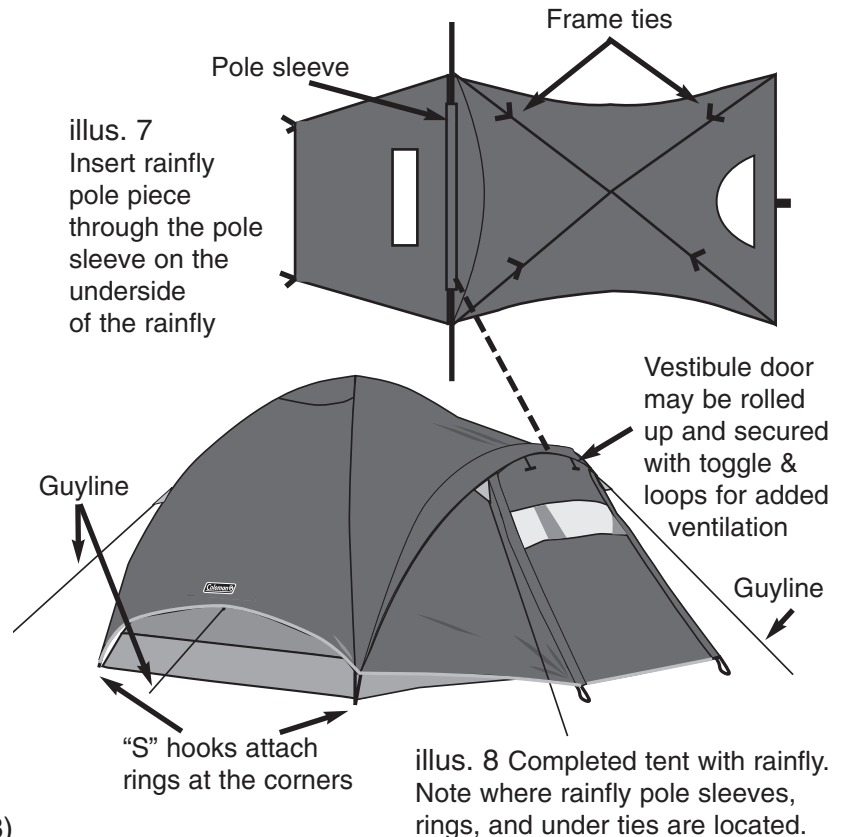 Frame ties
Pole sleeve
illus. 7
Insert rainfly
pole piece
through the pole
sleeve on the
underside
of the rainfly
Vestibule door
may be rolled
up and secured
with toggle &
loops for added
ventilation
Guyline
Guyline
Coleman
“S” hooks attach
rings at the corners
illus. 8 Completed tent with rainfly.
Note where rainfly pole sleeves,
rings, and under ties are located.